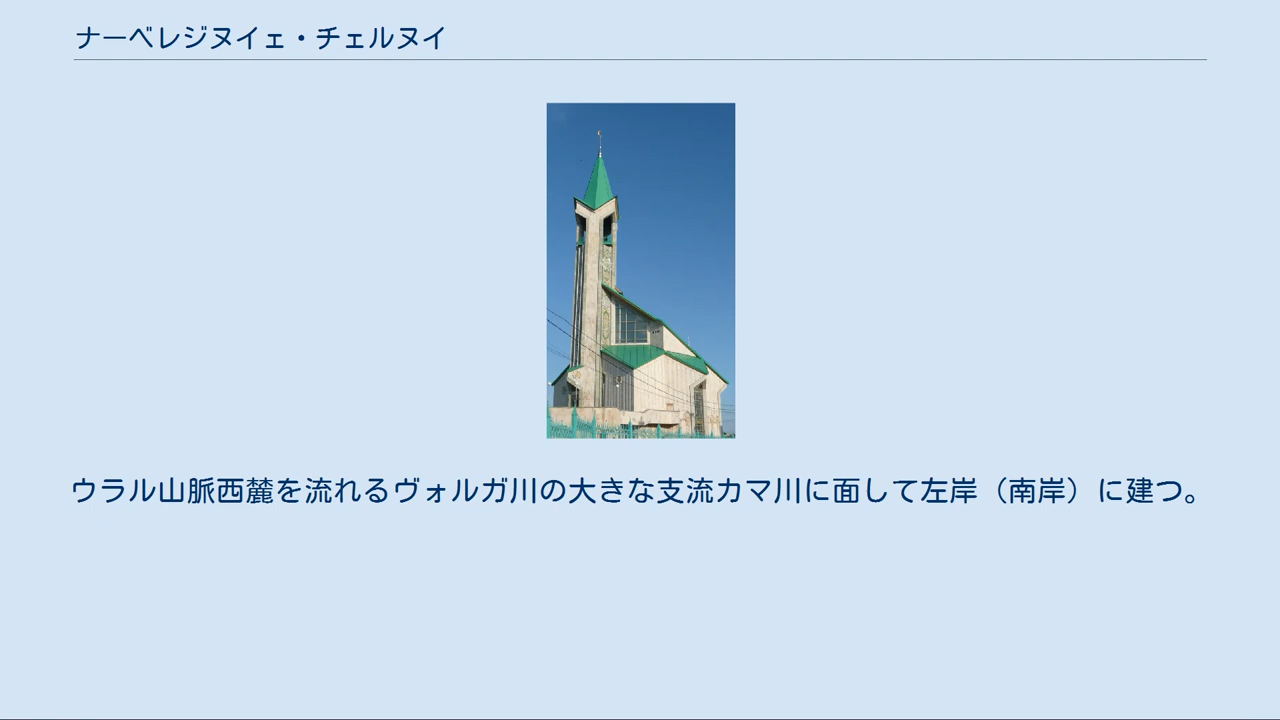 ナーベレジヌイェ・チェルヌイ
ウラル山脈西麓を流れるヴォルガ川の大きな支流カマ川に面して左岸（南岸）に建つ。